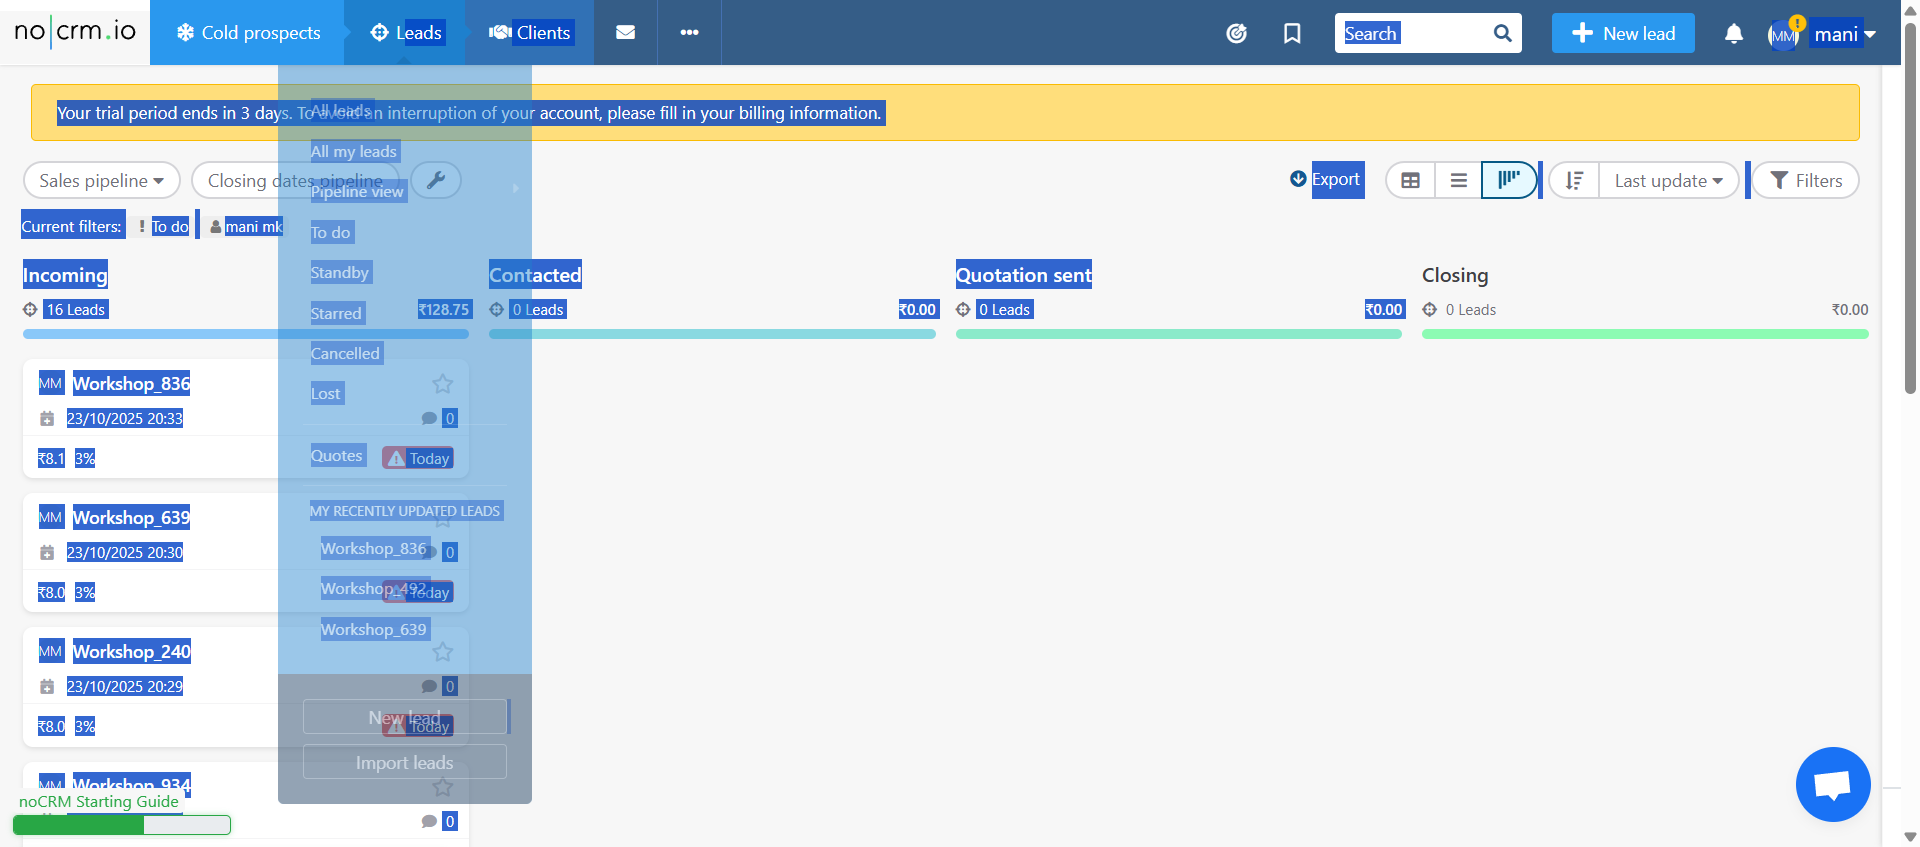 no|crm.io
Cold prospects
Leads
Clients
•••
Search
New lead
MM
!
mani
Your trial period ends in 3 days. To avoid an interruption of your account, please fill in your billing information.
Sales pipeline
Closing dates pipeline
Export
Last update
Filters
Current filters:
! To do
mani mk
All leads
All my leads
Pipeline view
To do
Standby
Starred
Cancelled
Lost
Quotes
MY RECENTLY UPDATED LEADS
Workshop_836
Workshop_492
Workshop_639
New lead
Import leads
Incoming
16 Leads
₹128.75
Contacted
0 Leads
₹0.00
Quotation sent
0 Leads
₹0.00
Closing
0 Leads
₹0.00
MM Workshop_836
23/10/2025 20:33
0
₹8.1 3%
Today
MM Workshop_639
23/10/2025 20:30
0
₹8.0 3%
Today
MM Workshop_240
23/10/2025 20:29
0
₹8.0 3%
Today
MM Workshop_934
0
noCRM Starting Guide